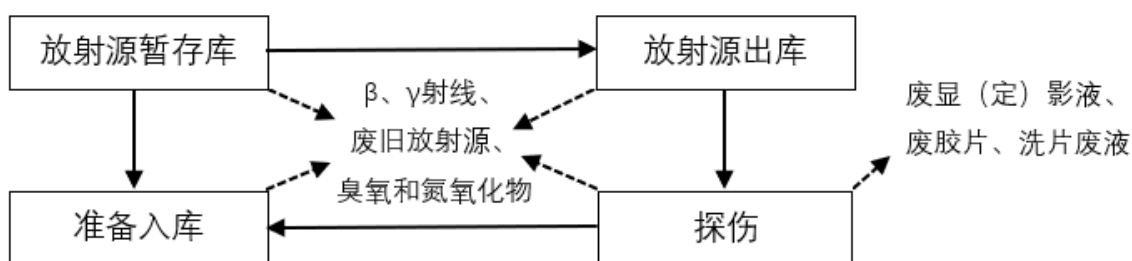 放射源暂存库
放射源出库
β、γ射线、
废旧放射源、
臭氧和氮氧化物
废显（定）影液、
废胶片、洗片废液
准备入库
探伤